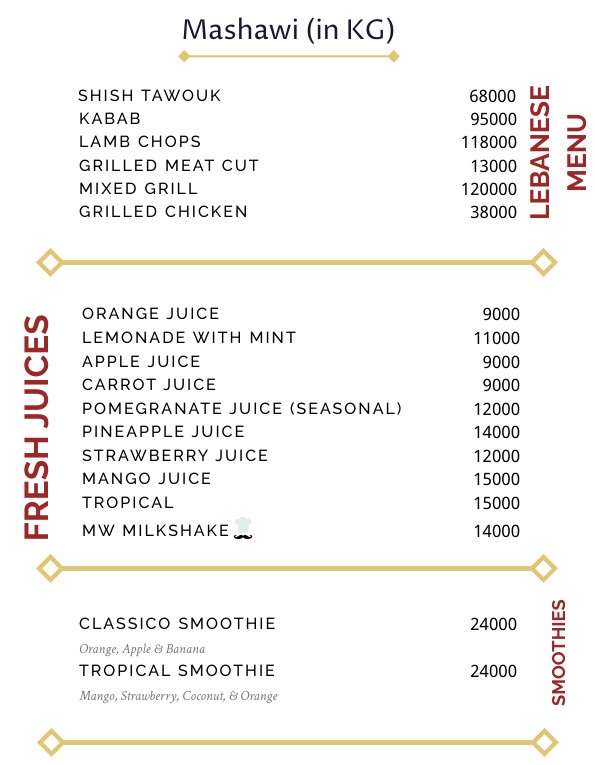 Mashawi (in KG)
LEBANESE
MENU
SHISH TAWOUK 68000
KABAB 95000
LAMB CHOPS 118000
GRILLED MEAT CUT 13000
MIXED GRILL 120000
GRILLED CHICKEN 38000
FRESH JUICES
ORANGE JUICE 9000
LEMONADE WITH MINT 11000
APPLE JUICE 9000
CARROT JUICE 9000
POMEGRANATE JUICE (SEASONAL) 12000
PINEAPPLE JUICE 14000
STRAWBERRY JUICE 12000
MANGO JUICE 15000
TROPICAL 15000
MW MILKSHAKE 14000
SMOOTHIES
CLASSICO SMOOTHIE 24000
Orange, Apple & Banana
TROPICAL SMOOTHIE 24000
Mango, Strawberry, Coconut, & Orange